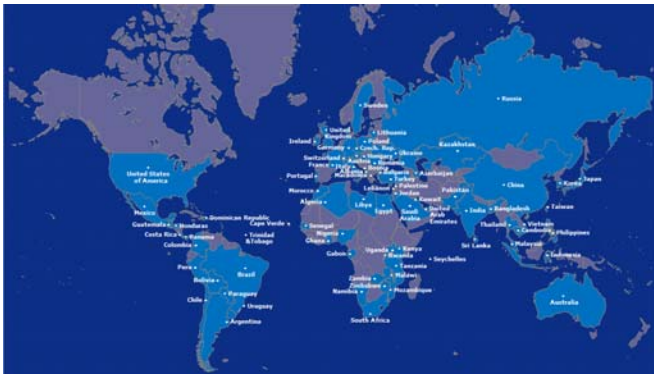 Russia
Sweden
United
Kingdom
Lithuania
Ireland
Poland
Germany
Czech. Rep.
Ukraine
Kazakhstan
Switzerland
Austria
Hungary
Romania
France
Italy
Bosnia
Bulgaria
Azerbaijan
Albania
Macedonia
Portugal
Turkey
United States
of America
China
Korea
Japan
Lebanon
Palestine
Jordan
Pakistan
Morocco
Algeria
Libya
Egypt
Kuwait
Saudi
Arabia
United
Arab
Emirates
India
Bangladesh
Taiwan
Mexico
Dominican Republic
Cape Verde
Guatemala
Honduras
Senegal
Thailand
Vietnam
Cambodia
Philippines
Costa Rica
Panama
Trinidad
&Tobago
Nigeria
Ghana
Sri Lanka
Malaysia
Colombia
Uganda
Kenya
Rwanda
Gabon
Seychelles
Indonesia
Peru
Brazil
Tanzania
Bolivia
Zambia
Malawi
Zimbabwe
Mozambique
Namibia
Paraguay
Chile
Uruguay
Australia
Argentina
South Africa